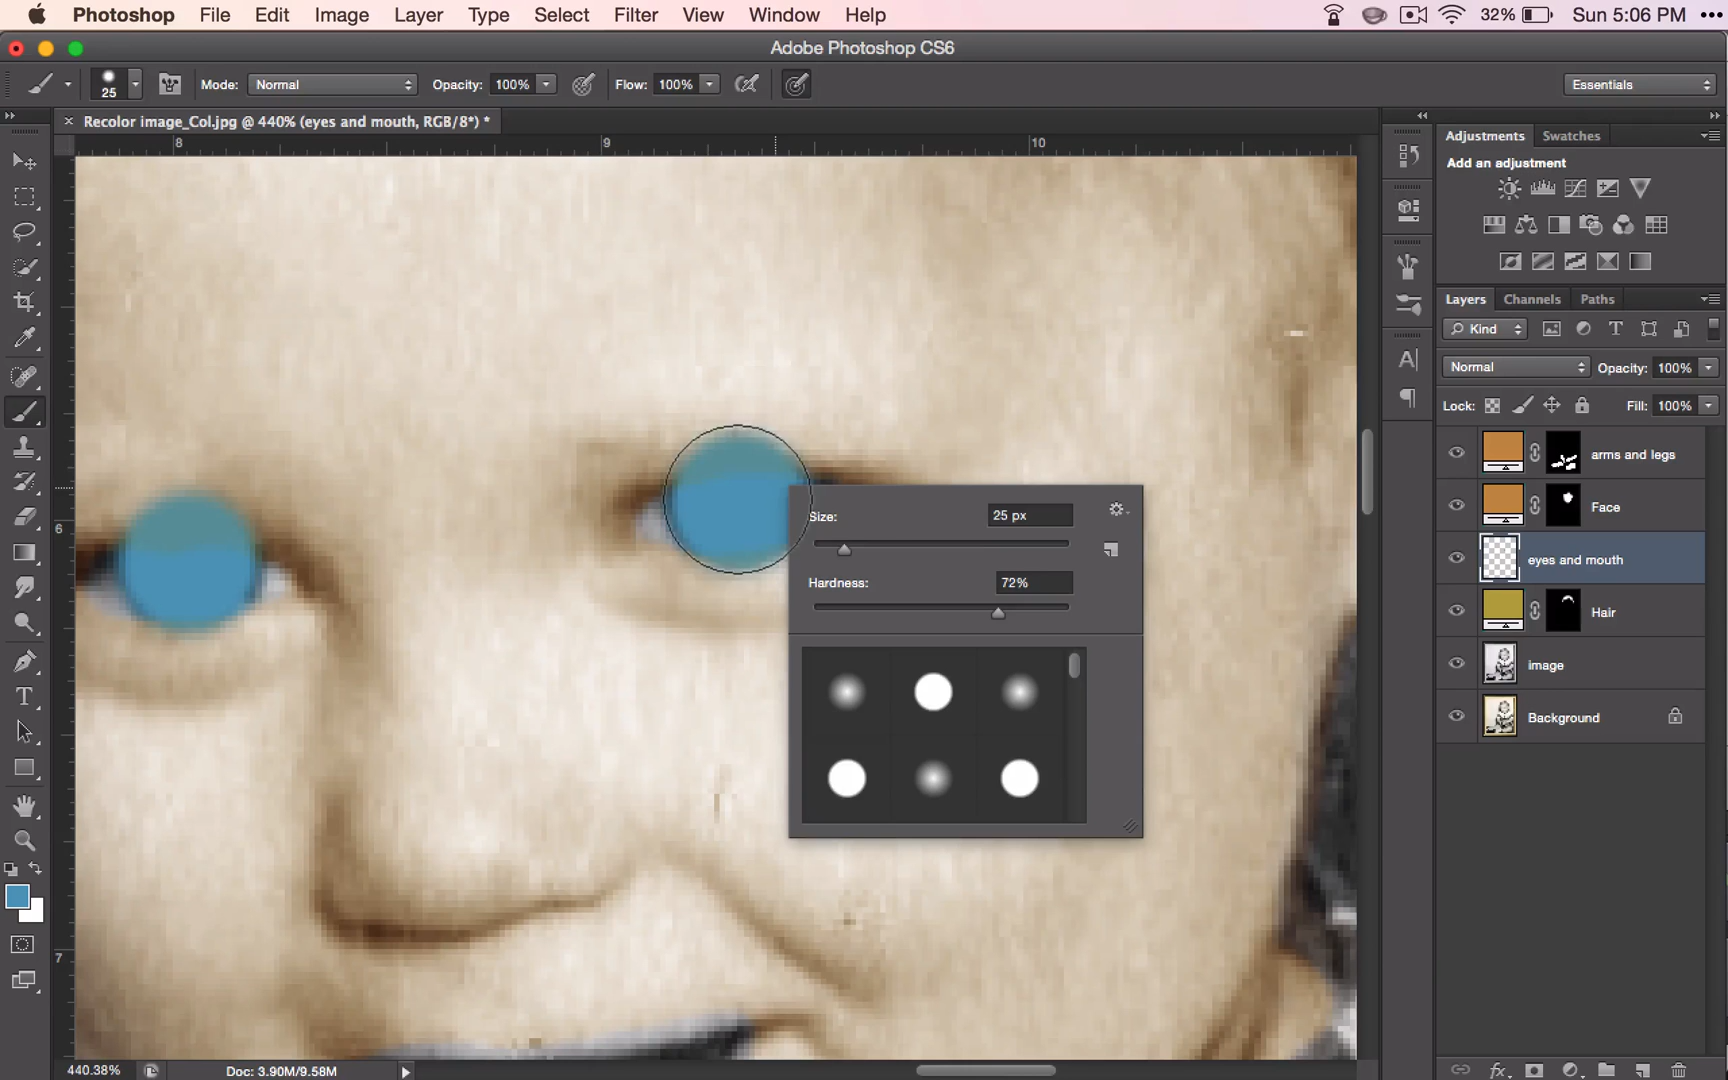 Photoshop File Edit Image Layer Type Select Filter View Window Help 32% Sun 5:06 PM
Adobe Photoshop CS6
25 Mode: Normal Opacity: 100% Flow: 100% Essentials
× Recolor image_Col.jpg @ 440% (eyes and mouth, RGB/8*) *
8 9 10
Adjustments Swatches
Add an adjustment
Layers Channels Paths
Kind
Normal Opacity: 100%
Lock: Fill: 100%
arms and legs
Face
eyes and mouth
Hair
image
Background
6
7
Size: 25 px
Hardness: 72%
440.38% Doc: 3.90M/9.58M